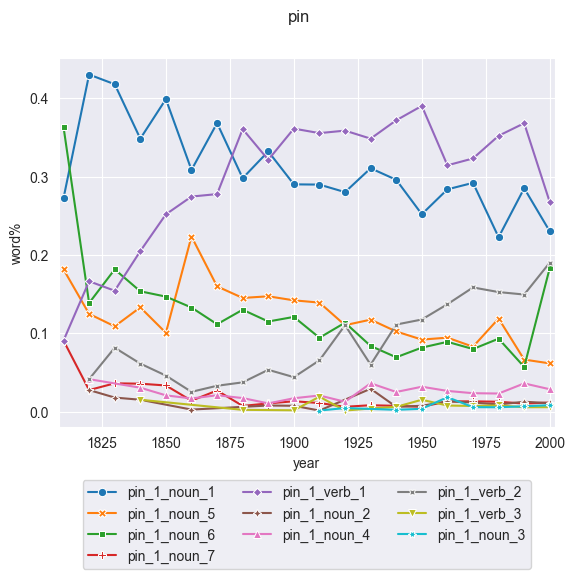 pin
0.4
0.3
0.2
0.1
0.0
word%
1825 1850 1875 1900 1925 1950 1975 2000
year
pin_1_noun_1 pin_1_verb_1 pin_1_verb_2
pin_1_noun_5 pin_1_noun_2 pin_1_verb_3
pin_1_noun_6 pin_1_noun_4 pin_1_noun_3
pin_1_noun_7